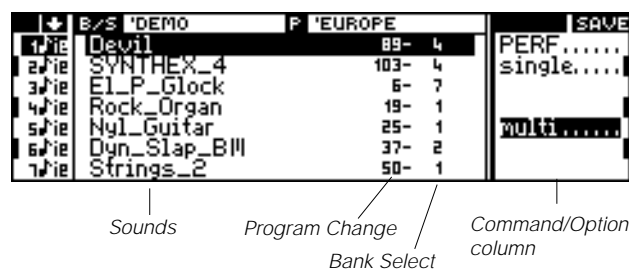 B/S 'DEMO P 'EUROPE SAVE
1 Devil 89- 4 PERF......
2 SYNTHEX_4 103- 4 single.....
3 El_P_Glock 6- 7
4 Rock_Organ 19- 1
5 Nyl_Guitar 25- 1 multi......
6 Dyn_Slap_B 37- 2
7 Strings_2 50- 1
Sounds Program Change Command/Option
column
Bank Select